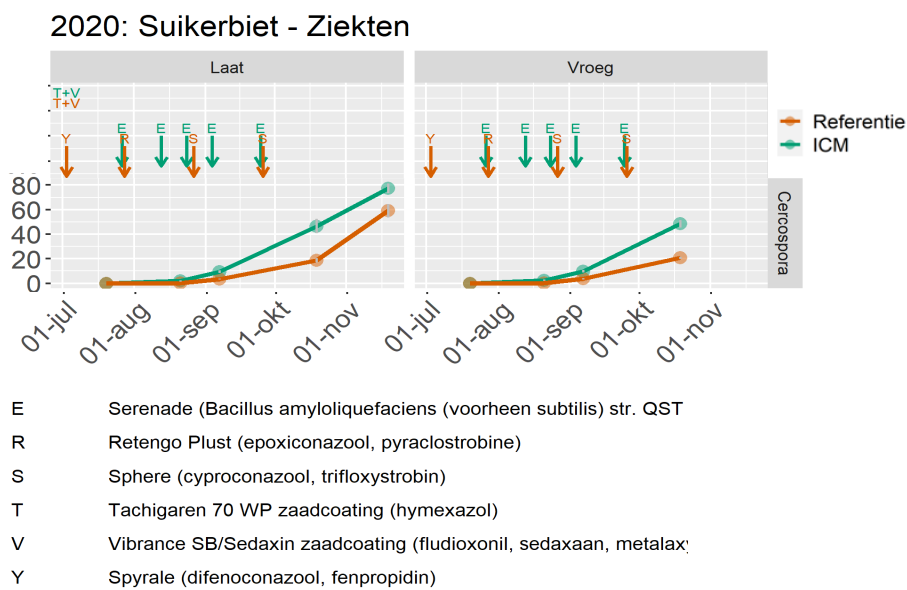 2020: Suikerbiet - Ziekten
Laat Vroeg
T+V
T+V
E E E E E E E E E E
Y R S S Y R S S
Referentie
ICM
80
60
40
20
0
Cercospora
01-jul 01-aug 01-sep 01-okt 01-nov 01-jul 01-aug 01-sep 01-okt 01-nov
E Serenade (Bacillus amyloliquefaciens (voorheen subtilis) str. QST
R Retengo Plust (epoxiconazool, pyraclostrobine)
S Sphere (cyproconazool, trifloxystrobin)
T Tachigaren 70 WP zaadcoating (hymexazol)
V Vibrance SB/Sedaxin zaadcoating (fludioxonil, sedaxaan, metalaxy
Y Spyrale (difenoconazool, fenpropidin)